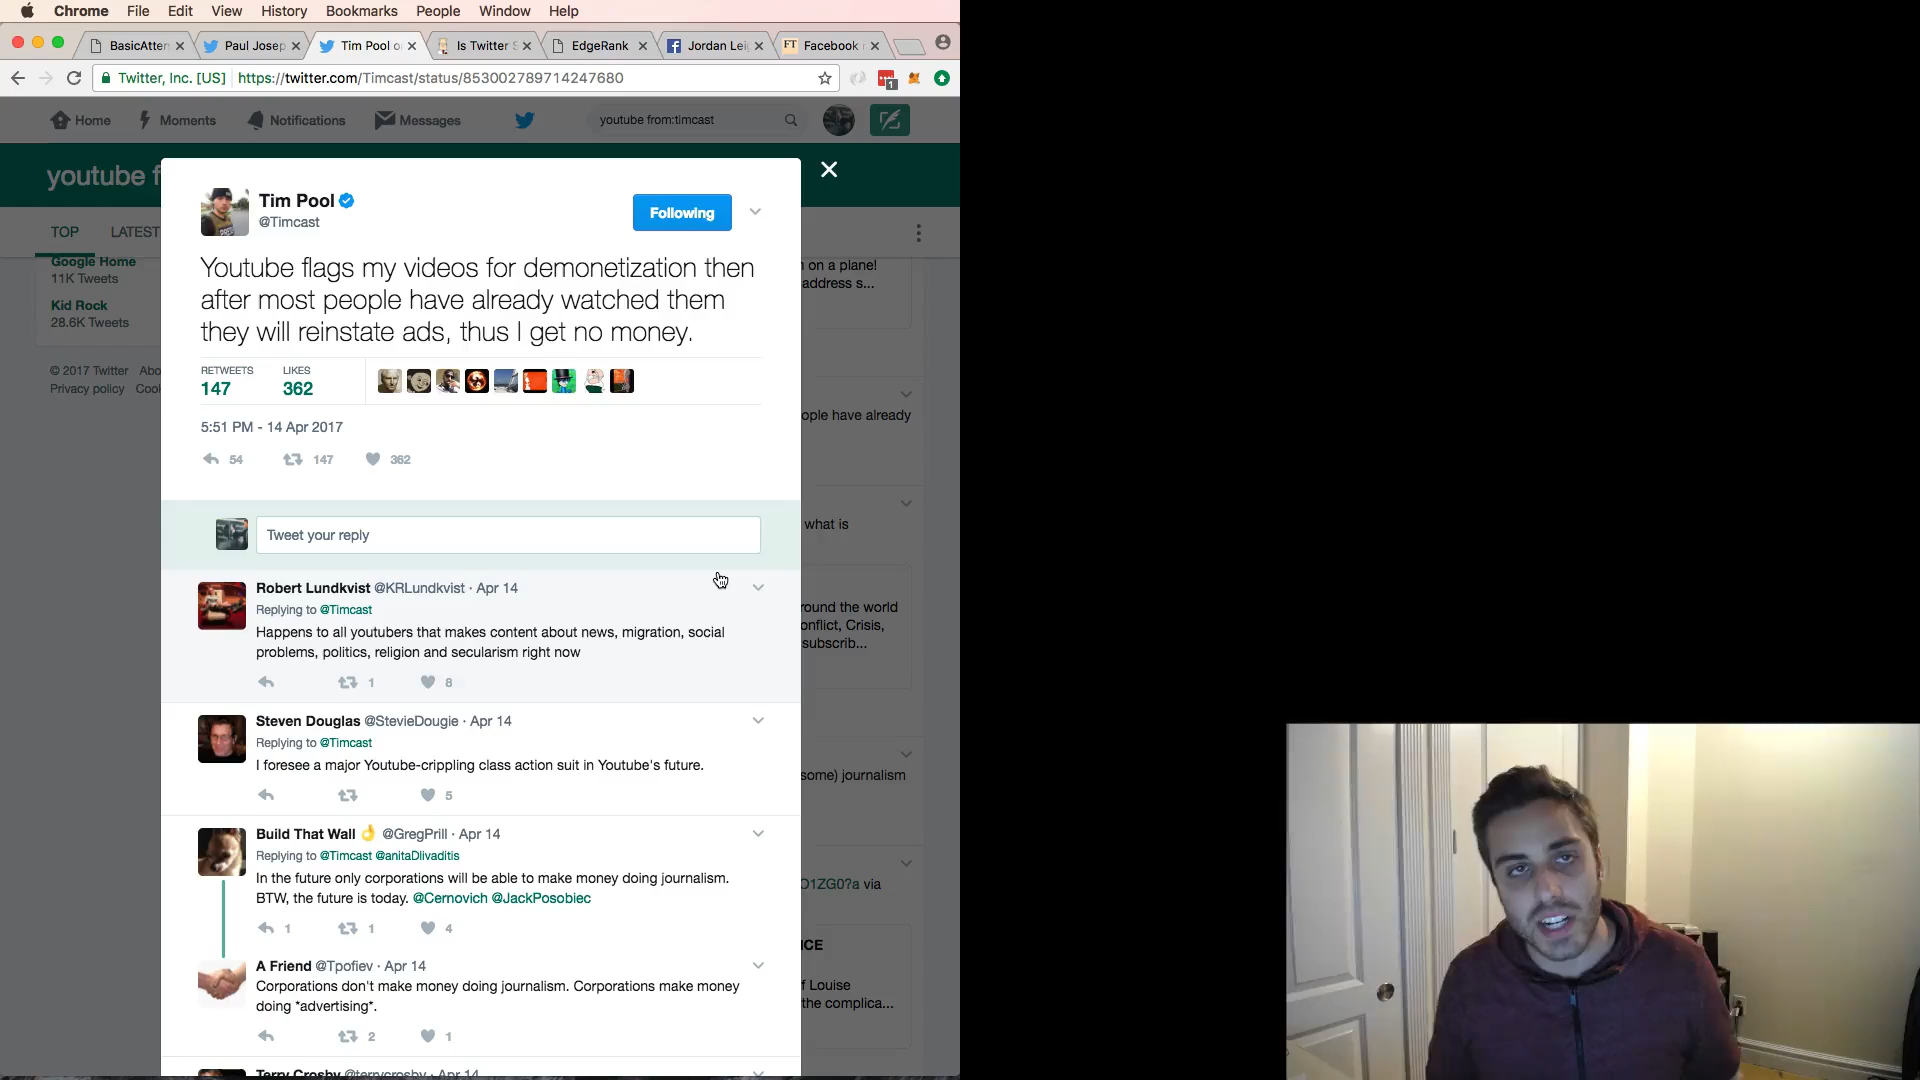 Chrome File Edit View History Bookmarks People Window Help
BasicAtten Paul Josep Tim Pool o Is Twitter S EdgeRank Jordan Lei Facebook
Twitter, Inc. [US] https://twitter.com/Timcast/status/853002789714247680
Home Moments Notifications Messages youtube from:timcast
youtube f
TOP LATEST
Google Home
11K Tweets
Kid Rock
28.6K Tweets
© 2017 Twitter Abo
Privacy policy Cook
Tim Pool
@Timcast
Following
Youtube flags my videos for demonetization then
after most people have already watched them
they will reinstate ads, thus I get no money.
RETWEETS LIKES
147 362
5:51 PM - 14 Apr 2017
54 147 362
Tweet your reply
Robert Lundkvist @KRLundkvist · Apr 14
Replying to @Timcast
Happens to all youtubers that makes content about news, migration, social
problems, politics, religion and secularism right now
1 8
Steven Douglas @StevieDougie · Apr 14
Replying to @Timcast
I foresee a major Youtube-crippling class action suit in Youtube's future.
5
Build That Wall 👌 @GregPrill · Apr 14
Replying to @Timcast @anitaDlivaditis
In the future only corporations will be able to make money doing journalism.
BTW, the future is today. @Cernovich @JackPosobiec
1 1 4
A Friend @Tpofiev · Apr 14
Corporations don't make money doing journalism. Corporations make money
doing *advertising*.
2 1
Terry Crosby @terrycrosby · Apr 14
n on a plane!
address s...
ople have already
what is
round the world
onflict, Crisis,
subscrib...
some) journalism
O1ZG0?a via
ICE
f Louise
the complica...